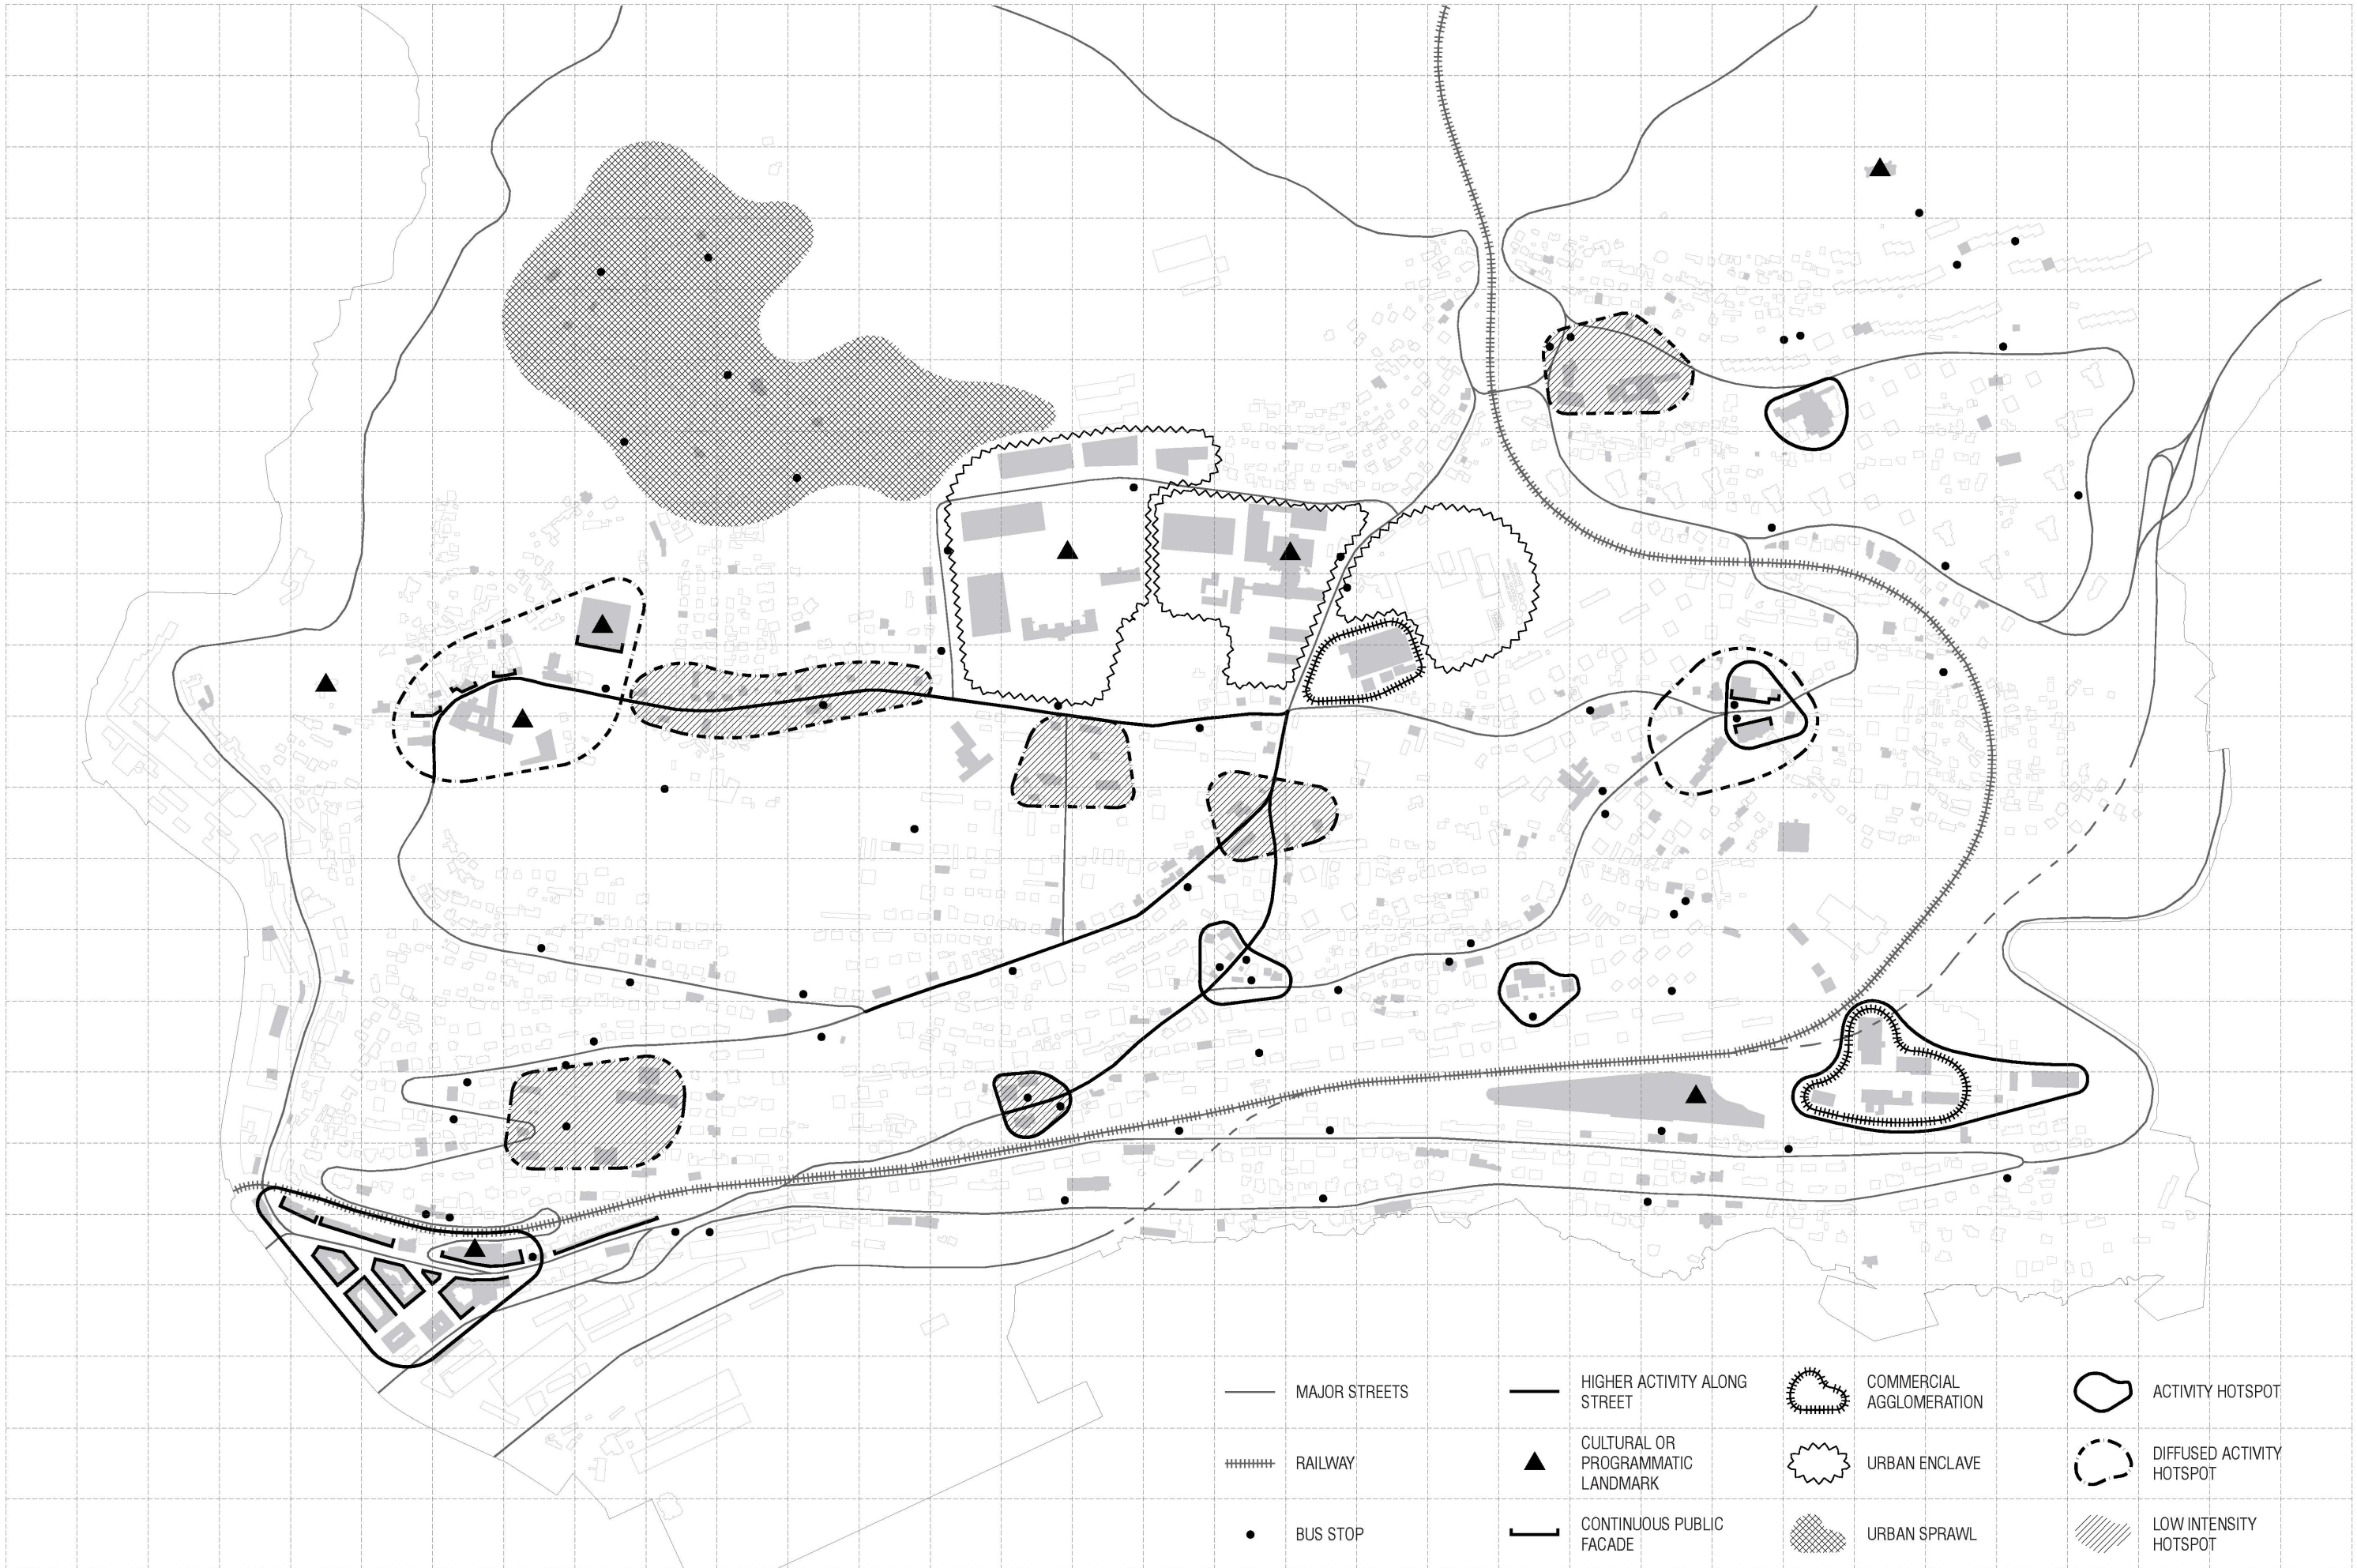 MAJOR STREETS
HIGHER ACTIVITY ALONG
STREET
COMMERCIAL
AGGLOMERATION
ACTIVITY HOTSPOT
RAILWAY
CULTURAL OR
PROGRAMMATIC
LANDMARK
URBAN ENCLAVE
DIFFUSED ACTIVITY
HOTSPOT
BUS STOP
CONTINUOUS PUBLIC
FACADE
URBAN SPRAWL
LOW INTENSITY
HOTSPOT